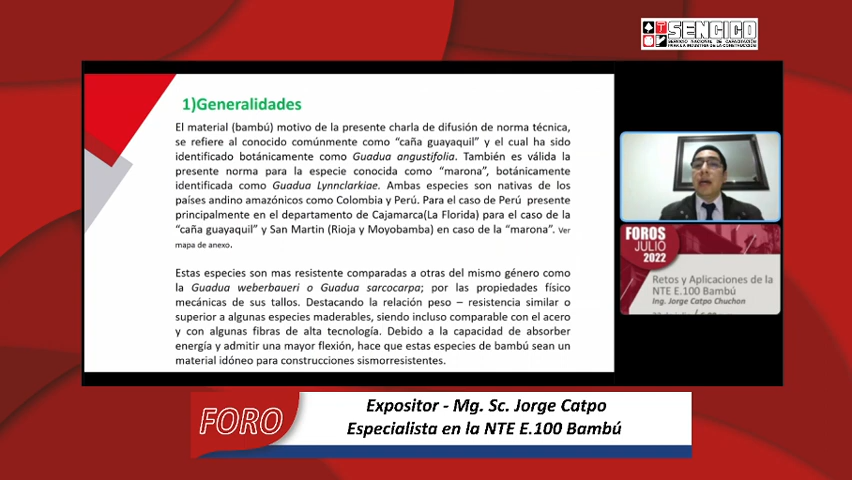 SENCICO
SERVICIO NACIONAL DE CAPACITACIÓN
PARA LA INDUSTRIA DE LA CONSTRUCCIÓN
1)Generalidades
El material (bambú) motivo de la presente charla de difusión de norma técnica,
se refiere al conocido comúnmente como “caña guayaquil” y el cual ha sido
identificado botánicamente como Guadua angustifolia. También es válida la
presente norma para la especie conocida como “marona”, botánicamente
identificada como Guadua Lynnclarkiae. Ambas especies son nativas de los
países andino amazónicos como Colombia y Perú. Para el caso de Perú presente
principalmente en el departamento de Cajamarca(La Florida) para el caso de la
“caña guayaquil” y San Martin (Rioja y Moyobamba) en caso de la “marona”. Ver
mapa de anexo.
Estas especies son mas resistente comparadas a otras del mismo género como
la Guadua weberbaueri o Guadua sarcocarpa; por las propiedades físico
mecánicas de sus tallos. Destacando la relación peso – resistencia similar o
superior a algunas especies maderables, siendo incluso comparable con el acero
y con algunas fibras de alta tecnología. Debido a la capacidad de absorber
energía y admitir una mayor flexión, hace que estas especies de bambú sean un
material idóneo para construcciones sismorresistentes.
FOROS
JULIO
2022
Retos y Aplicaciones de la
NTE E.100 Bambú
Ing. Jorge Catpo Chuchon
FORO
Expositor - Mg. Sc. Jorge Catpo
Especialista en la NTE E.100 Bambú